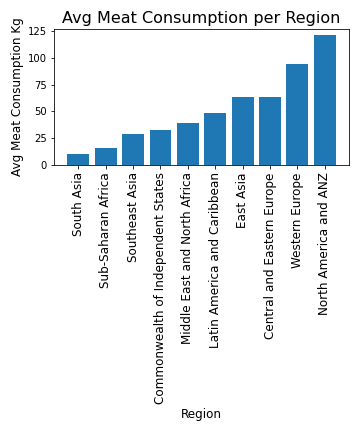 Avg Meat Consumption per Region
Avg Meat Consumption Kg
125
100
75
50
25
0
South Asia
Sub-Saharan Africa
Southeast Asia
Commonwealth of Independent States
Middle East and North Africa
Latin America and Caribbean
East Asia
Central and Eastern Europe
Western Europe
North America and ANZ
Region